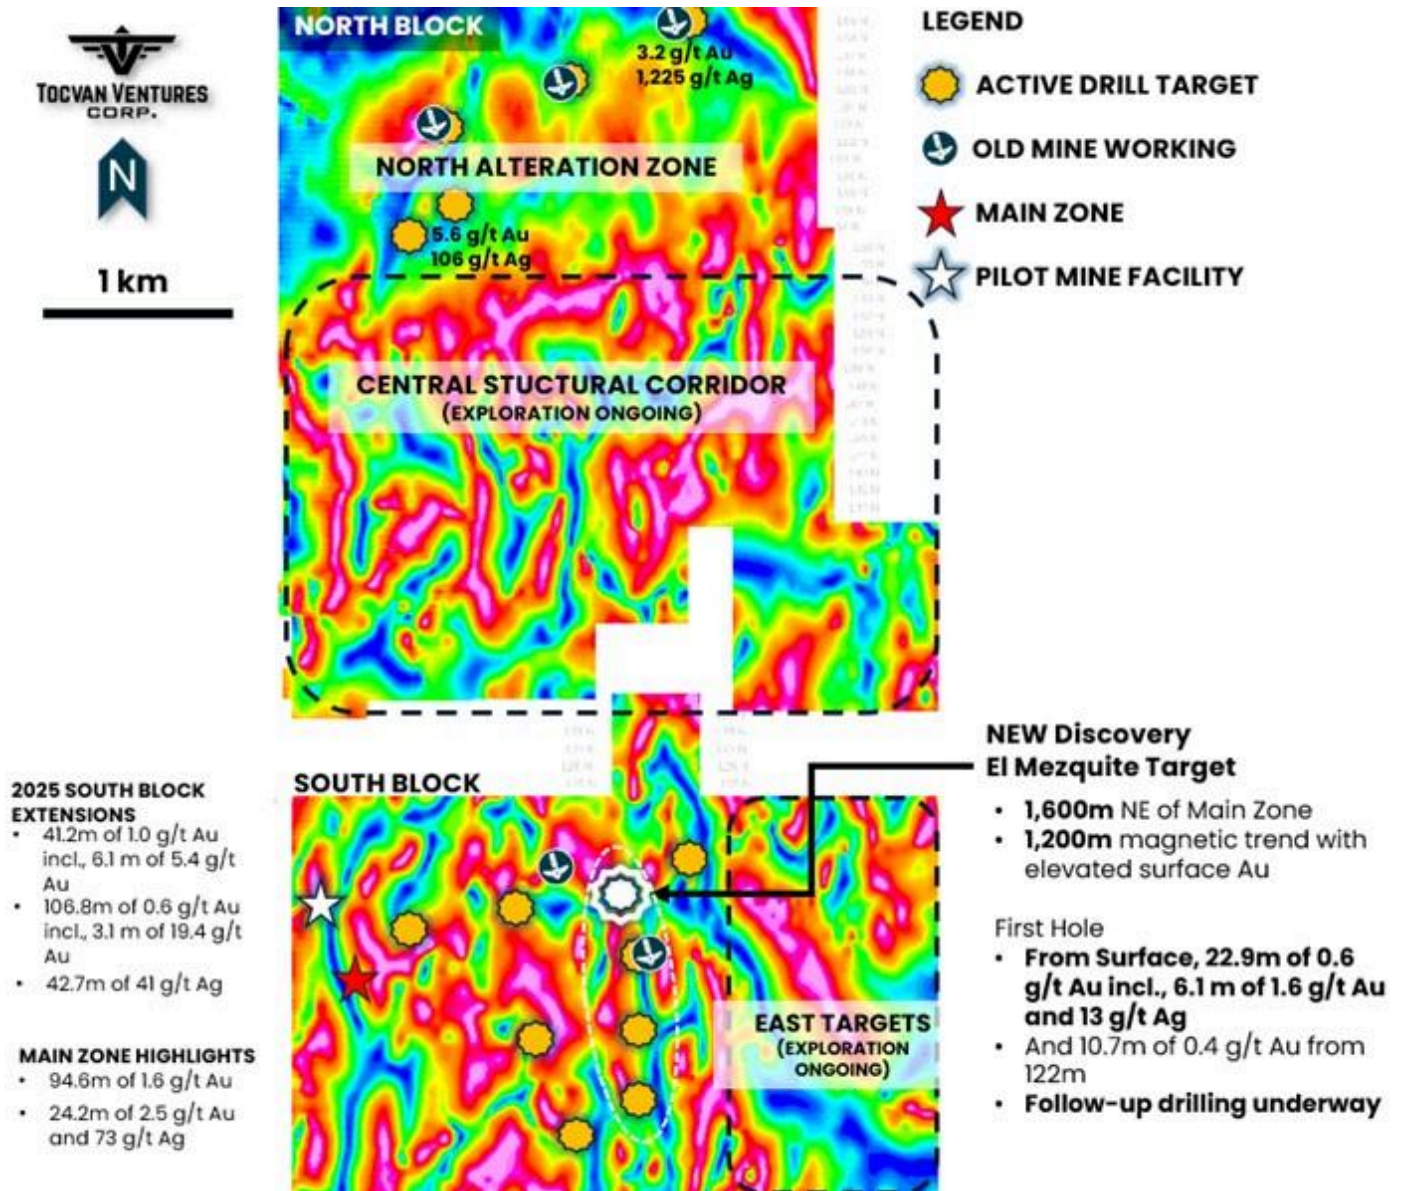 NORTH BLOCK
3.2 g/t Au
1,225 g/t Ag
TOCVAN VENTURES
CORP.
N
1 km
NORTH ALTERATION ZONE
5.6 g/t Au
106 g/t Ag
CENTRAL STUCTURAL CORRIDOR
(EXPLORATION ONGOING)
LEGEND
ACTIVE DRILL TARGET
OLD MINE WORKING
MAIN ZONE
PILOT MINE FACILITY
SOUTH BLOCK
2025 SOUTH BLOCK
EXTENSIONS
• 41.2m of 1.0 g/t Au
incl., 6.1 m of 5.4 g/t
Au
• 106.8m of 0.6 g/t Au
incl., 3.1 m of 19.4 g/t
Au
• 42.7m of 41 g/t Ag
MAIN ZONE HIGHLIGHTS
• 94.6m of 1.6 g/t Au
• 24.2m of 2.5 g/t Au
and 73 g/t Ag
EAST TARGETS
(EXPLORATION
ONGOING)
NEW Discovery
El Mezquite Target
• 1,600m NE of Main Zone
• 1,200m magnetic trend with
elevated surface Au
First Hole
• From Surface, 22.9m of 0.6
g/t Au incl., 6.1 m of 1.6 g/t Au
and 13 g/t Ag
• And 10.7m of 0.4 g/t Au from
122m
• Follow-up drilling underway